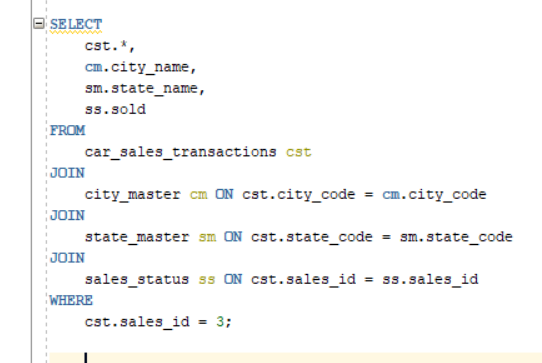 SELECT
cst.*,
cm.city_name,
sm.state_name,
ss.sold
FROM
car_sales_transactions cst
JOIN
city_master cm ON cst.city_code = cm.city_code
JOIN
state_master sm ON cst.state_code = sm.state_code
JOIN
sales_status ss ON cst.sales_id = ss.sales_id
WHERE
cst.sales_id = 3;